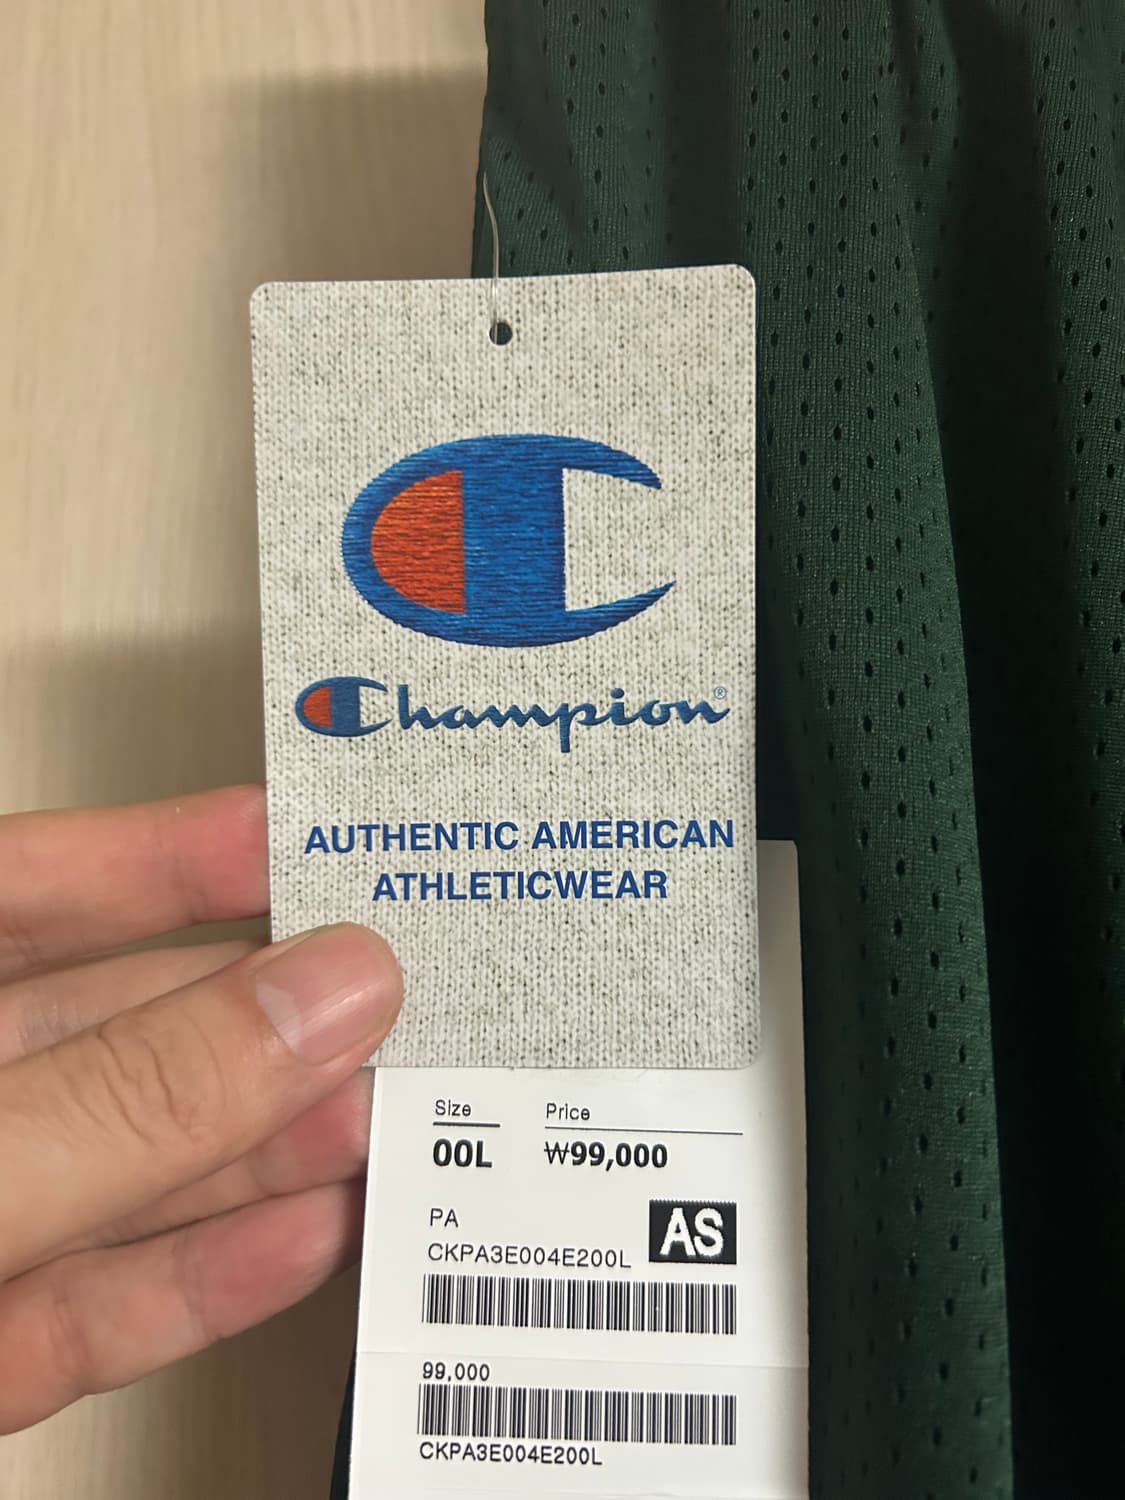 Champion®
AUTHENTIC AMERICAN
ATHLETICWEAR
Size Price
00L ₩99,000
PA
AS
CKPA3E004E200L
99,000
CKPA3E004E200L